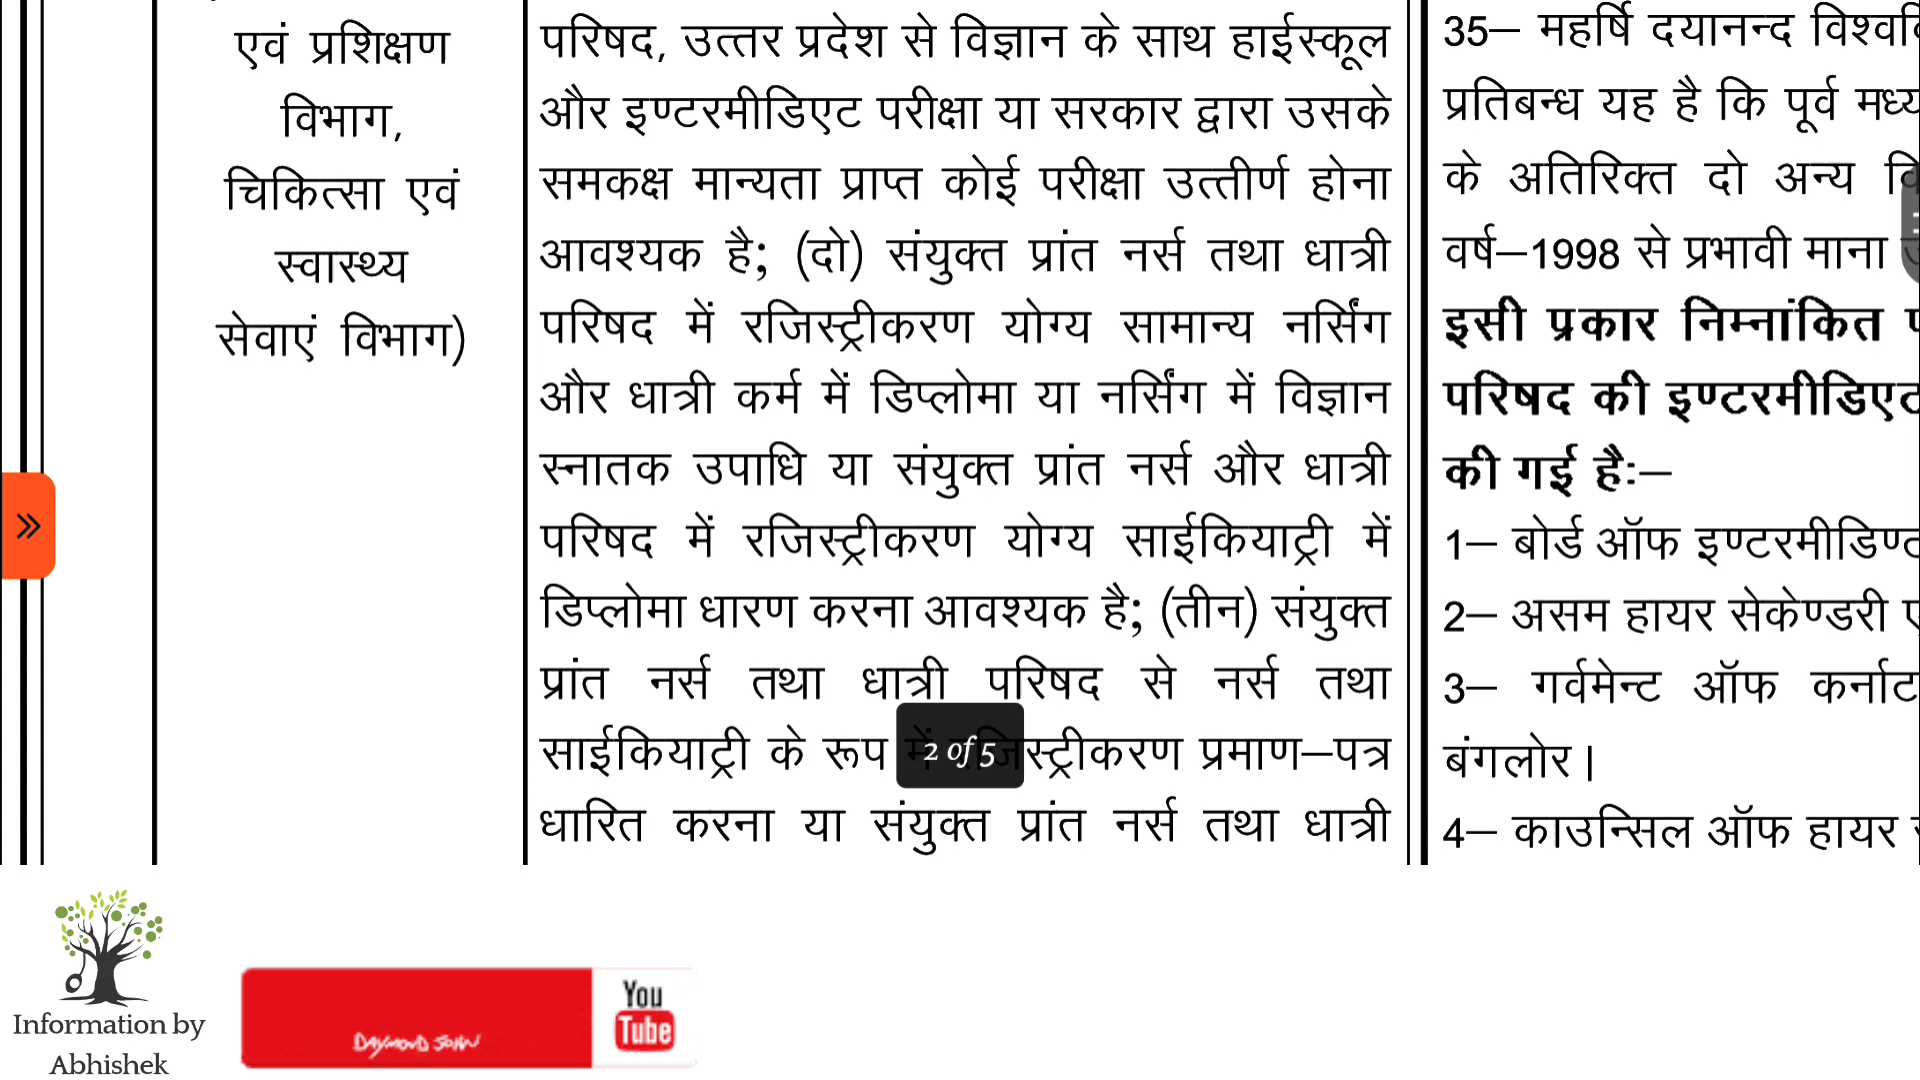 एवं प्रशिक्षण
विभाग,
चिकित्सा एवं
स्वास्थ्य
सेवाएं विभाग)
परिषद, उत्तर प्रदेश से विज्ञान के साथ हाईस्कूल
और इण्टरमीडिएट परीक्षा या सरकार द्वारा उसके
समकक्ष मान्यता प्राप्त कोई परीक्षा उत्तीर्ण होना
आवश्यक है; (दो) संयुक्त प्रांत नर्स तथा धात्री
परिषद में रजिस्ट्रीकरण योग्य सामान्य नर्सिंग
और धात्री कर्म में डिप्लोमा या नर्सिंग में विज्ञान
स्नातक उपाधि या संयुक्त प्रांत नर्स और धात्री
परिषद में रजिस्ट्रीकरण योग्य साईकियाट्री में
डिप्लोमा धारण करना आवश्यक है; (तीन) संयुक्त
प्रांत नर्स तथा धात्री परिषद से नर्स तथा
साईकियाट्री के रूप में रजिस्ट्रीकरण प्रमाण–पत्र
धारित करना या संयुक्त प्रांत नर्स तथा धात्री
35– महर्षि दयानन्द
प्रतिबन्ध यह है कि पूर्व
के अतिरिक्त दो अन्य
वर्ष–1998 से प्रभावी माना
इसी प्रकार निम्नांकित
परिषद की इण्टरमीडिएट
की गई है:–
1– बोर्ड ऑफ
2– असम हायर सेकेण्डरी
3– गर्वमेन्ट ऑफ
बंगलोर।
4– काउन्सिल ऑफ हायर
2 of 5
Information by
Abhishek
DAYMOND JOHN
You
Tube